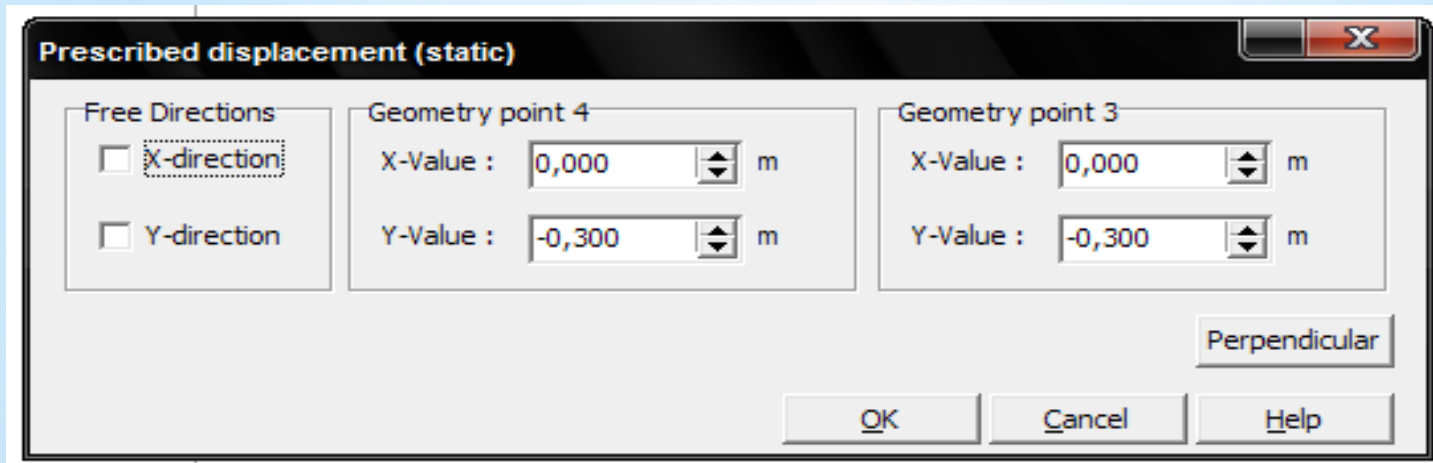 Prescribed displacement (static)
Free Directions
X-direction
Y-direction
Geometry point 4
X-Value : 0,000 m
Y-Value : -0,300 m
Geometry point 3
X-Value : 0,000 m
Y-Value : -0,300 m
Perpendicular
OK Cancel Help